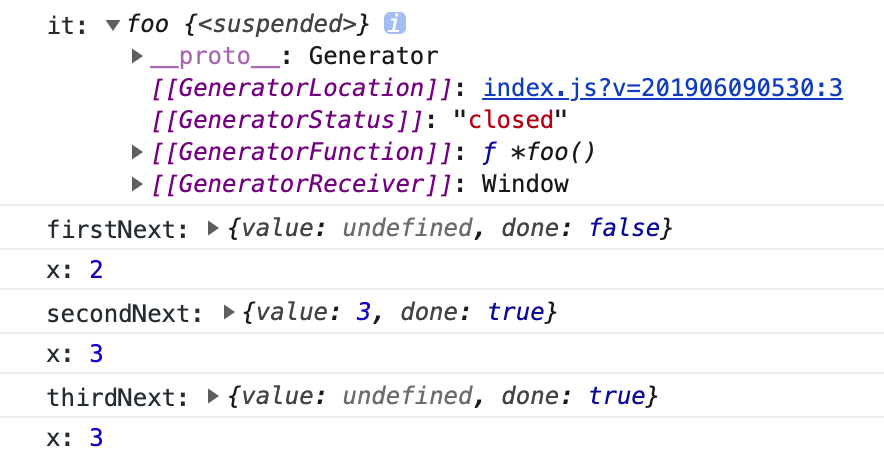 it: ▼foo {<suspended>} i
▶__proto__: Generator
[[GeneratorLocation]]: index.js?v=201906090530:3
[[GeneratorStatus]]: "closed"
▶[[GeneratorFunction]]: ƒ *foo()
▶[[GeneratorReceiver]]: Window
firstNext: ▶{value: undefined, done: false}
x: 2
secondNext: ▶{value: 3, done: true}
x: 3
thirdNext: ▶{value: undefined, done: true}
x: 3